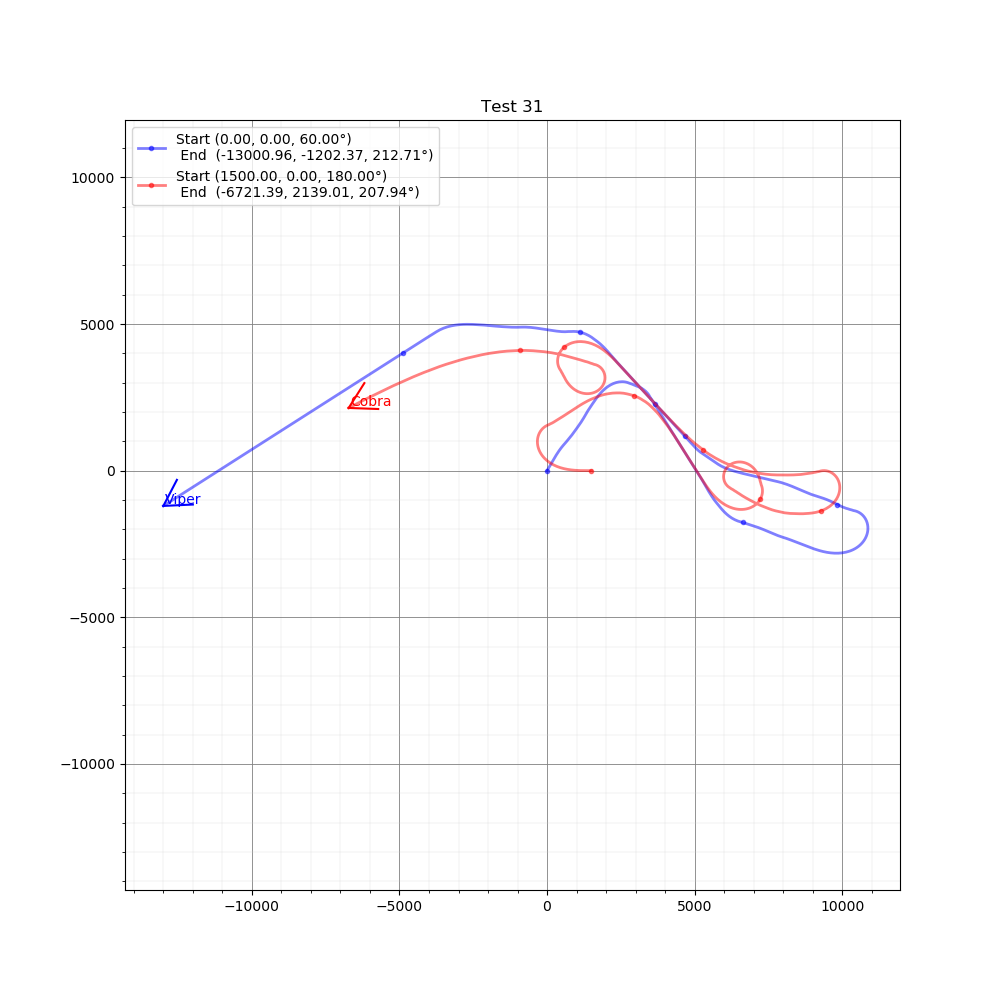 Test 31
Start (0.00, 0.00, 60.00°)
End  (-13000.96, -1202.37, 212.71°)
Start (1500.00, 0.00, 180.00°)
End  (-6721.39, 2139.01, 207.94°)
10000
5000
0
−5000
−10000
Cobra
Viper
−10000
−5000
0
5000
10000